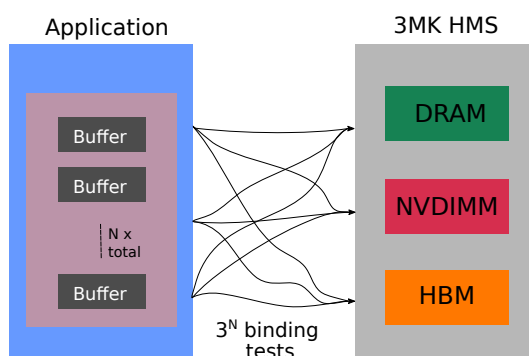 Application
3MK HMS
Buffer
DRAM
Buffer
NVDIMM
N x
total
Buffer
HBM
3ᴺ binding
tests